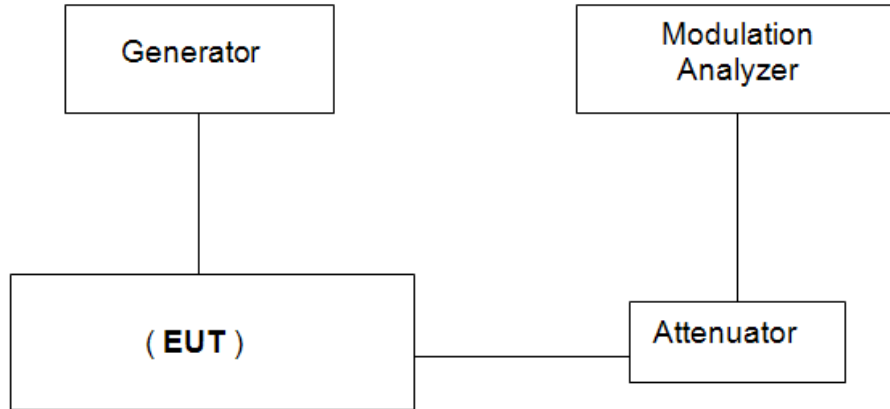 Generator
Modulation
Analyzer
( EUT )
Attenuator